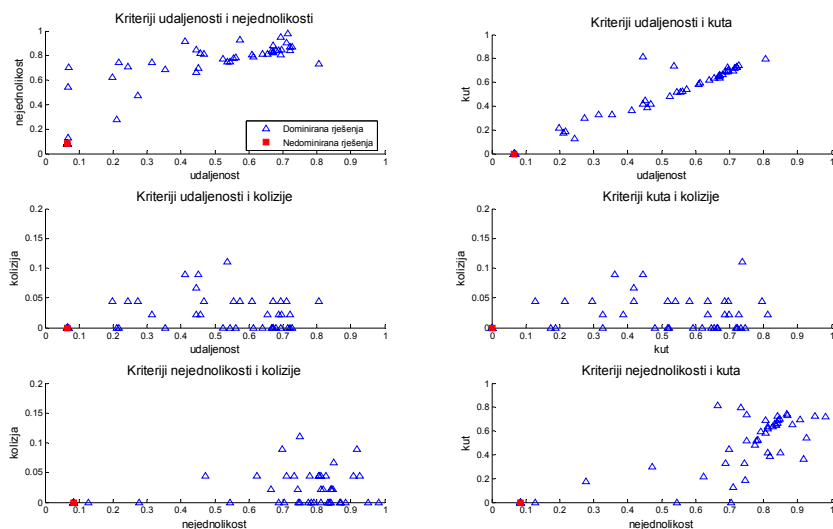 Kriteriji udaljenosti i nejednolikosti
nejednolikost
1
0.8
0.6
0.4
0.2
0
0 0.1 0.2 0.3 0.4 0.5 0.6 0.7 0.8 0.9 1
udaljenost
Dominirana rješenja
Nedominirana rješenja
Kriteriji udaljenosti i kuta
kut
1
0.8
0.6
0.4
0.2
0
0 0.1 0.2 0.3 0.4 0.5 0.6 0.7 0.8 0.9 1
udaljenost
Kriteriji udaljenosti i kolizije
kolizija
0.2
0.15
0.1
0.05
0
0 0.1 0.2 0.3 0.4 0.5 0.6 0.7 0.8 0.9 1
udaljenost
Kriteriji kuta i kolizije
kolizija
0.2
0.15
0.1
0.05
0
0 0.1 0.2 0.3 0.4 0.5 0.6 0.7 0.8 0.9 1
kut
Kriteriji nejednolikosti i kolizije
kolizja
0.2
0.15
0.1
0.05
0
0 0.1 0.2 0.3 0.4 0.5 0.6 0.7 0.8 0.9 1
nejednolikost
Kriteriji nejednolikosti i kuta
kut
1
0.8
0.6
0.4
0.2
0
0 0.1 0.2 0.3 0.4 0.5 0.6 0.7 0.8 0.9 1
nejednolikost